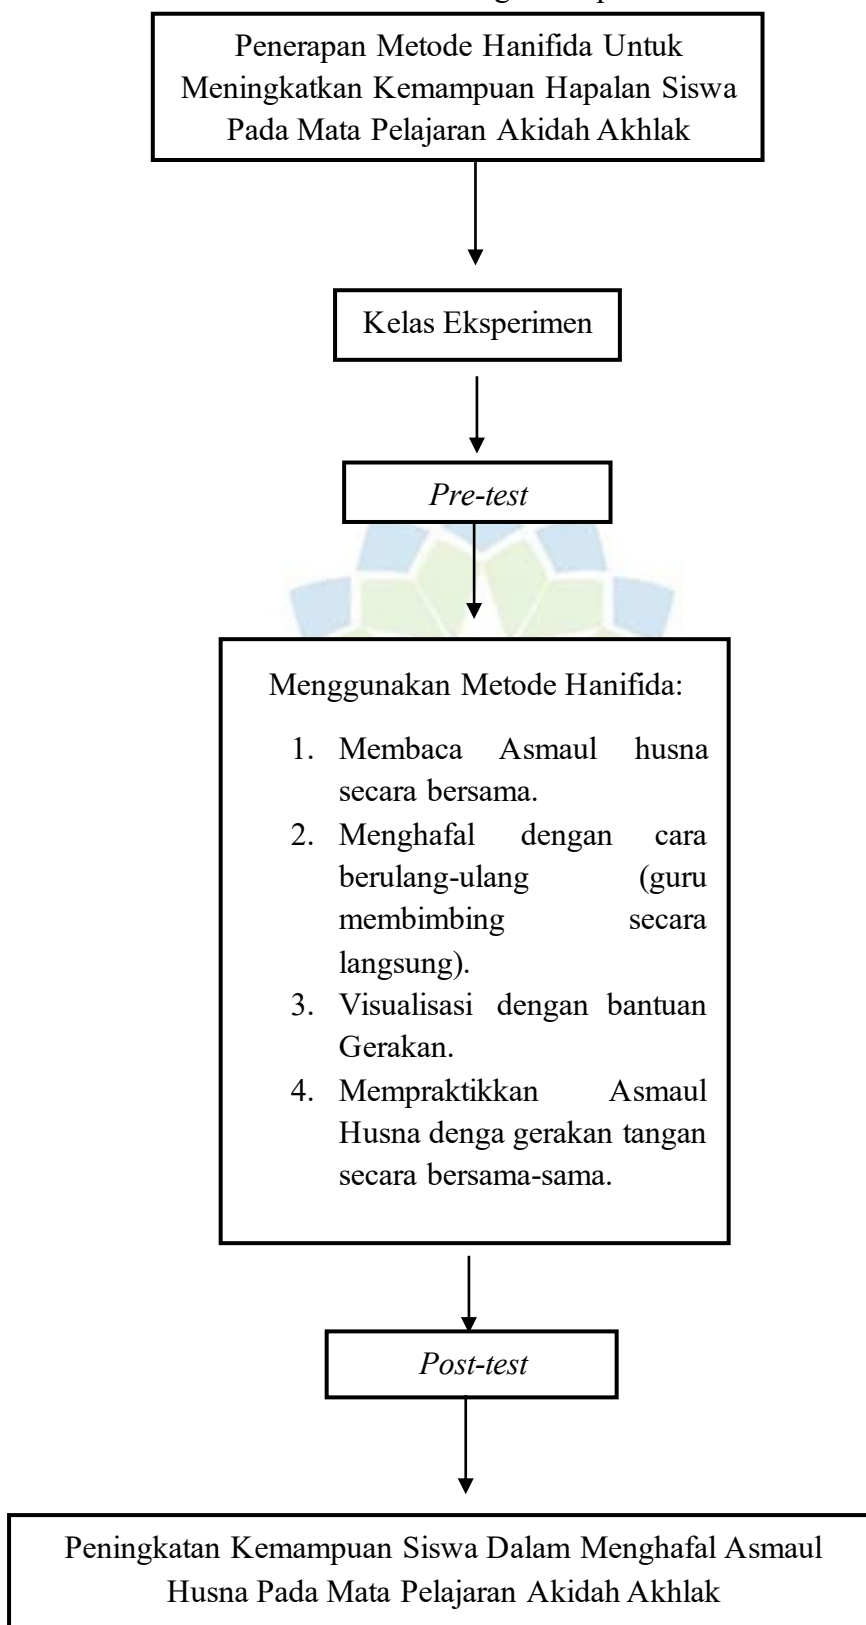 Penerapan Metode Hanifida Untuk
Meningkatkan Kemampuan Hapalan Siswa
Pada Mata Pelajaran Akidah Akhlak
Kelas Eksperimen
Pre-test
Menggunakan Metode Hanifida:
1. Membaca Asmaul husna
secara bersama.
2. Menghafal dengan cara
berulang-ulang (guru
membimbing secara
langsung).
3. Visualisasi dengan bantuan
Gerakan.
4. Mempraktikkan Asmaul
Husna denga gerakan tangan
secara bersama-sama.
Post-test
Peningkatan Kemampuan Siswa Dalam Menghafal Asmaul
Husna Pada Mata Pelajaran Akidah Akhlak